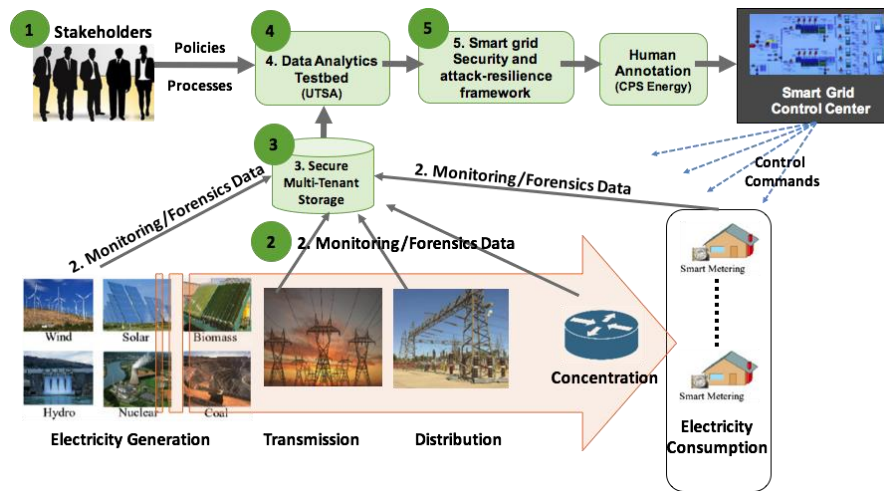 1
Stakeholders
Policies
Processes
4
4. Data Analytics
Testbed
(UTSA)
5
5. Smart grid
Security and
attack-resilience
framework
Human
Annotation
(CPS Energy)
Smart Grid
Control Center
Control
Commands
3
3. Secure
Multi-Tenant
Storage
2. Monitoring/Forensics Data
2. Monitoring/Forensics Data
2
2. Monitoring/Forensics Data
Wind
Solar
Biomass
Hydro
Nuclear
Coal
Electricity Generation
Transmission
Distribution
Concentration
Smart Metering
Smart Metering
Electricity
Consumption